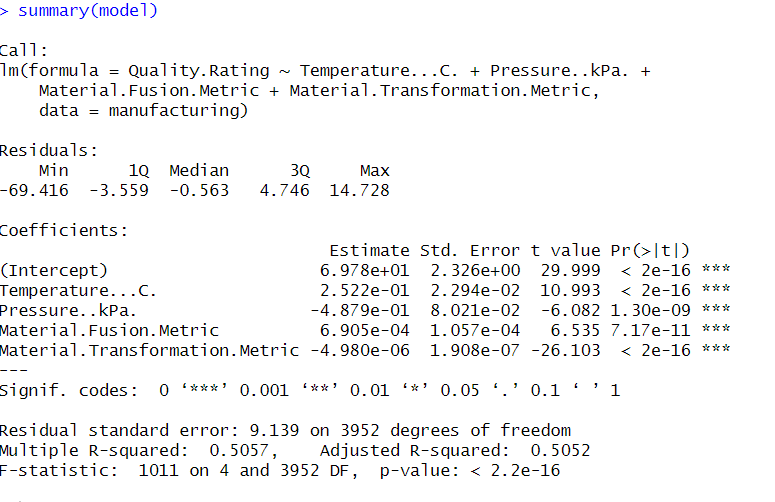 > summary(model)
Call:
lm(formula = Quality.Rating ~ Temperature...C. + Pressure..kPa. +
    Material.Fusion.Metric + Material.Transformation.Metric,
    data = manufacturing)
Residuals:
    Min      1Q  Median      3Q     Max
-69.416  -3.559  -0.563   4.746  14.728
Coefficients:
                                 Estimate Std. Error t value Pr(>|t|)
(Intercept)                     6.978e+01  2.326e+00  29.999  < 2e-16 ***
Temperature...C.                2.522e-01  2.294e-02  10.993  < 2e-16 ***
Pressure..kPa.                 -4.879e-01  8.021e-02  -6.082 1.30e-09 ***
Material.Fusion.Metric          6.905e-04  1.057e-04   6.535 7.17e-11 ***
Material.Transformation.Metric -4.980e-06  1.908e-07 -26.103  < 2e-16 ***
---
Signif. codes:  0 ‘***’ 0.001 ‘**’ 0.01 ‘*’ 0.05 ‘.’ 0.1 ‘ ’ 1
Residual standard error: 9.139 on 3952 degrees of freedom
Multiple R-squared:  0.5057,	Adjusted R-squared:  0.5052
F-statistic:  1011 on 4 and 3952 DF,  p-value: < 2.2e-16